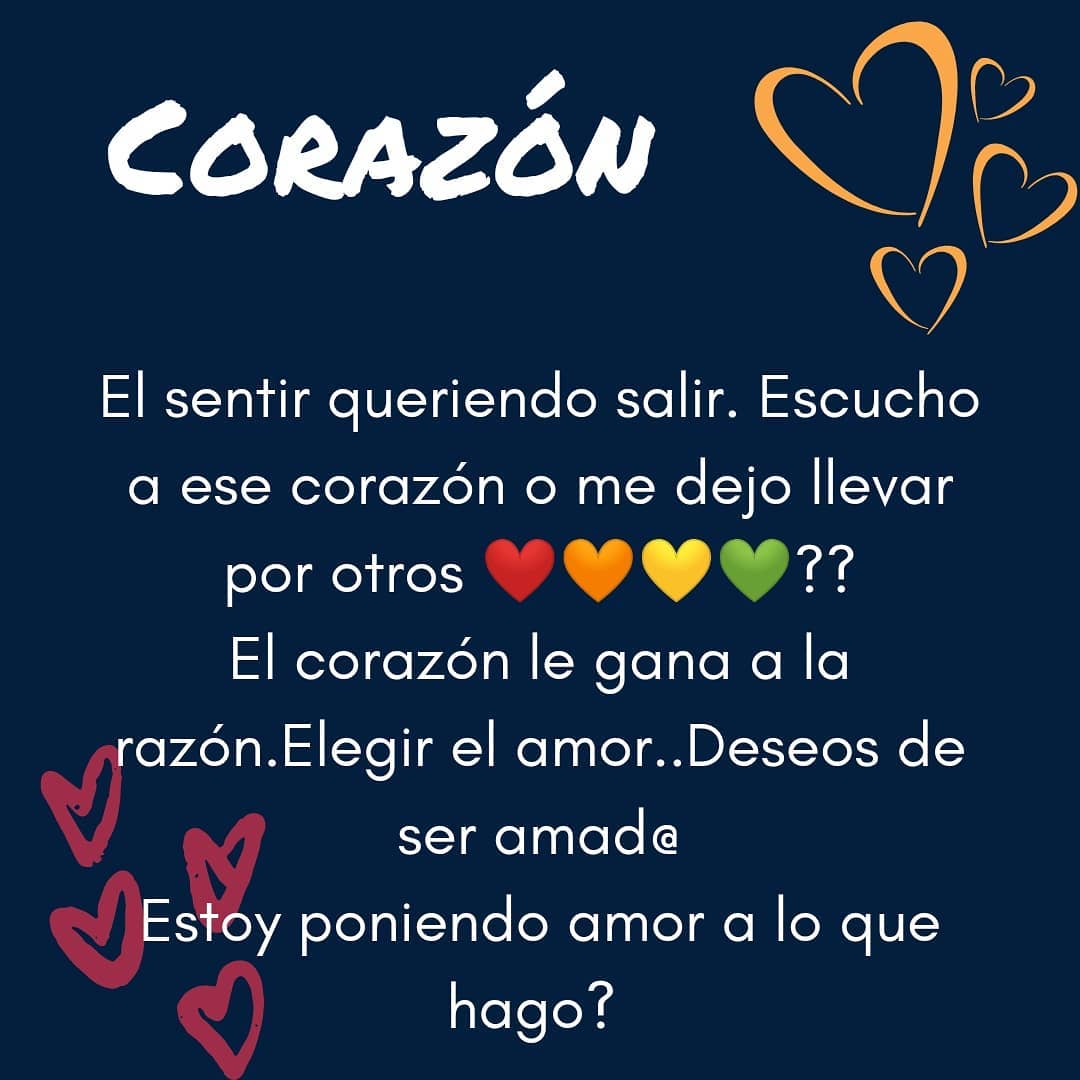 Corazón
El sentir queriendo salir. Escucho
a ese corazón o me dejo llevar
por otros ❤️🧡💛💚??
El corazón le gana a la
razón.Elegir el amor..Deseos de
ser amad@
Estoy poniendo amor a lo que
hago?